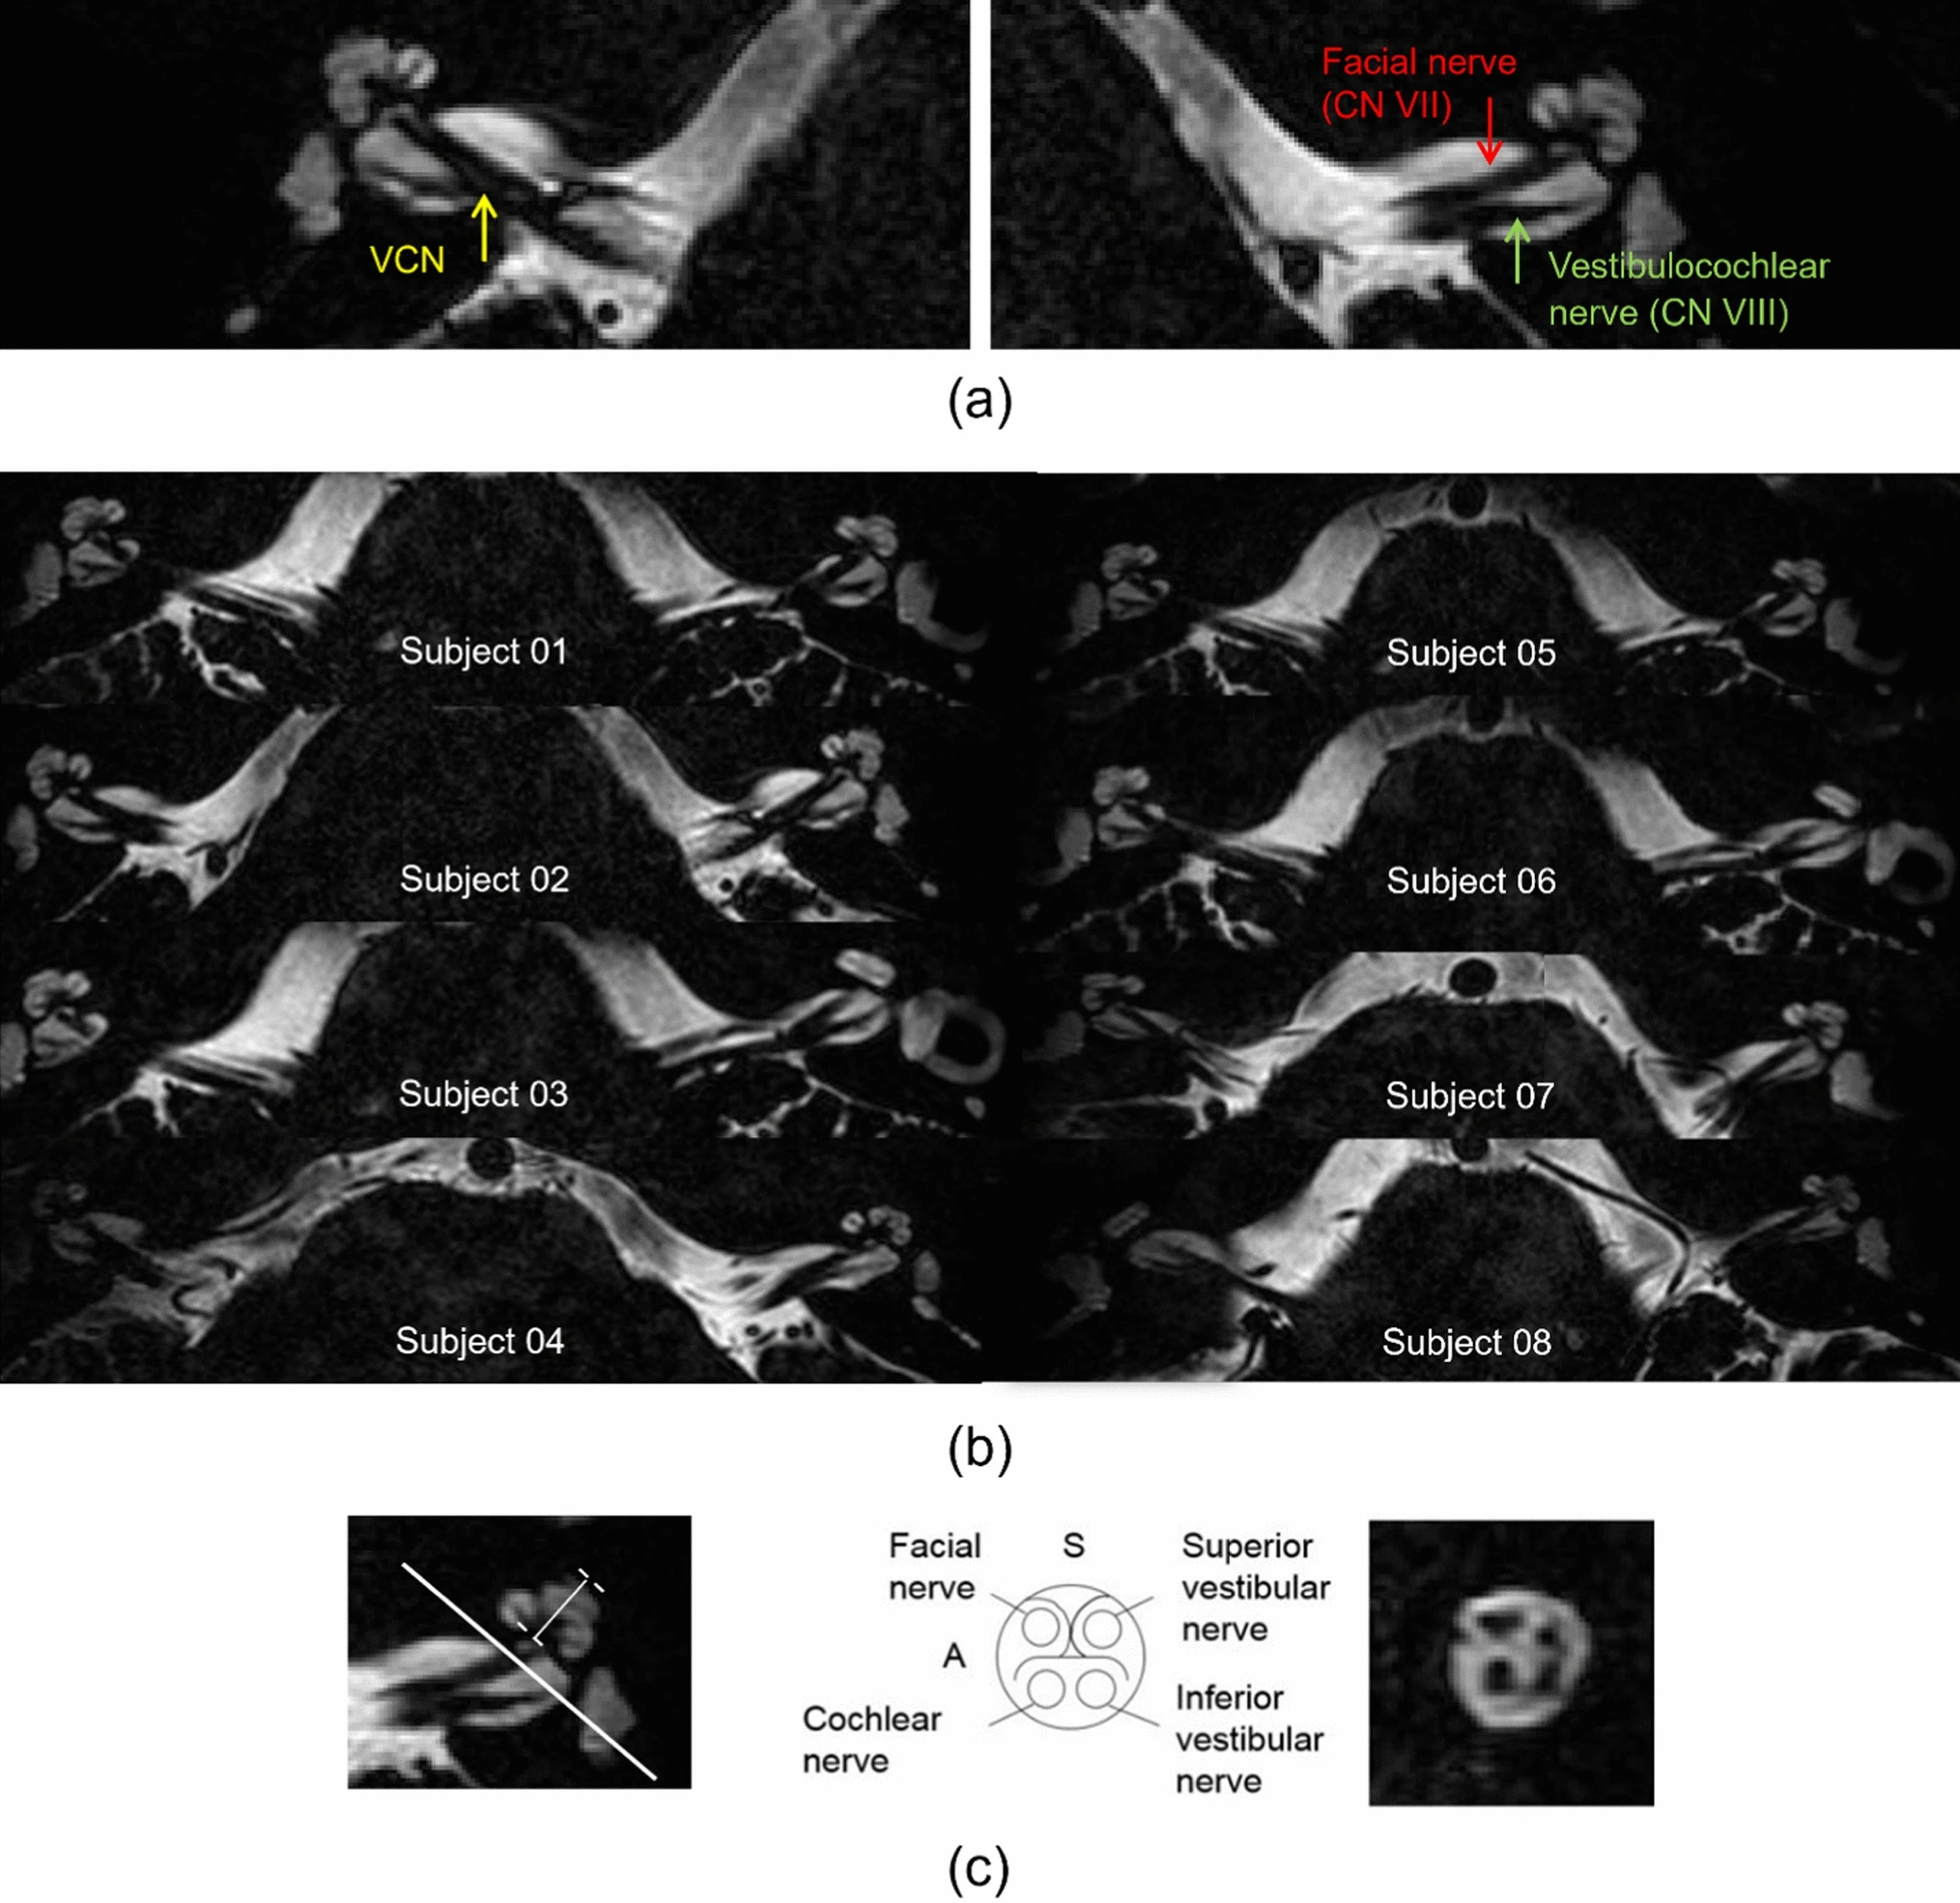 Facial nerve
(CN VII)
VCN
Vestibulocochlear
nerve (CN VIII)
(a)
Subject 01
Subject 05
Subject 02
Subject 06
Subject 03
Subject 07
Subject 04
Subject 08
(b)
Facial
nerve
S
Superior
vestibular
nerve
A
Cochlear
nerve
Inferior
vestibular
nerve
(c)